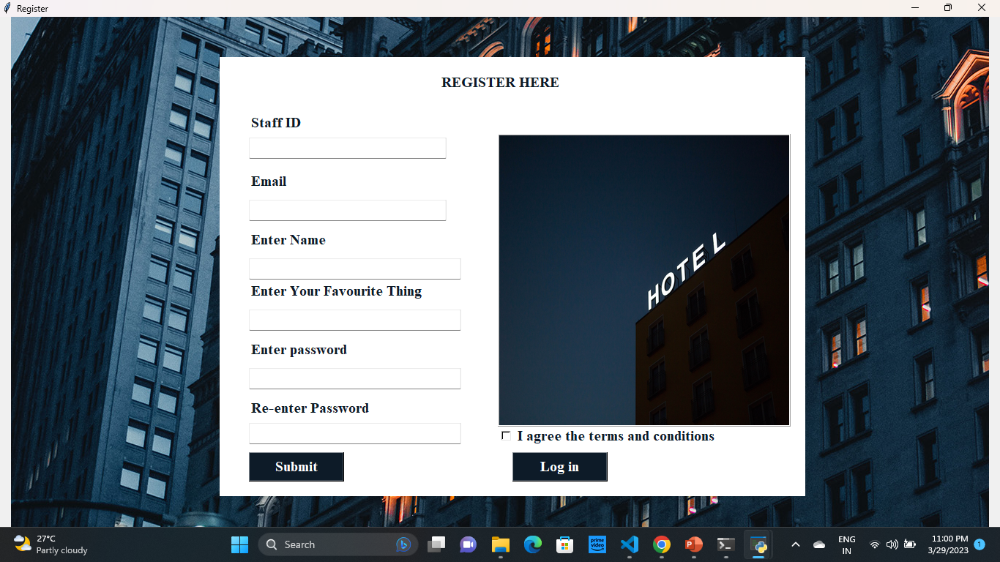 Register
REGISTER HERE
Staff ID
Email
Enter Name
Enter Your Favourite Thing
Enter password
Re-enter Password
HOTEL
I agree the terms and conditions
Submit
Log in
27°C
Partly cloudy
Search
prime video
ENG
IN
11:00 PM
3/29/2023
1